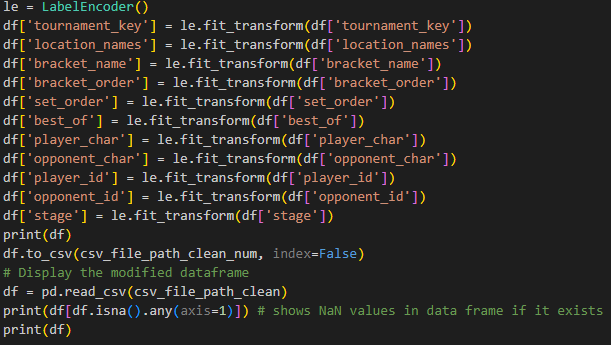 le = LabelEncoder()
df['tournament_key'] = le.fit_transform(df['tournament_key'])
df['location_names'] = le.fit_transform(df['location_names'])
df['bracket_name'] = le.fit_transform(df['bracket_name'])
df['bracket_order'] = le.fit_transform(df['bracket_order'])
df['set_order'] = le.fit_transform(df['set_order'])
df['best_of'] = le.fit_transform(df['best_of'])
df['player_char'] = le.fit_transform(df['player_char'])
df['opponent_char'] = le.fit_transform(df['opponent_char'])
df['player_id'] = le.fit_transform(df['player_id'])
df['opponent_id'] = le.fit_transform(df['opponent_id'])
df['stage'] = le.fit_transform(df['stage'])
print(df)
df.to_csv(csv_file_path_clean_num, index=False)
# Display the modified dataframe
df = pd.read_csv(csv_file_path_clean)
print(df[df.isna().any(axis=1)]) # shows NaN values in data frame if it exists
print(df)